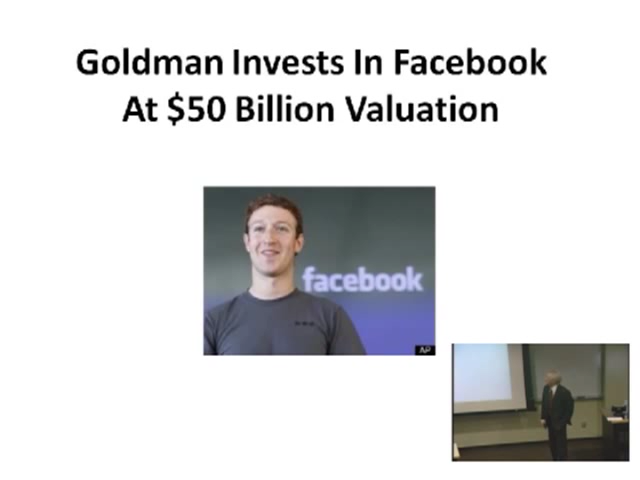 Goldman Invests In Facebook
At $50 Billion Valuation
facebook
AP